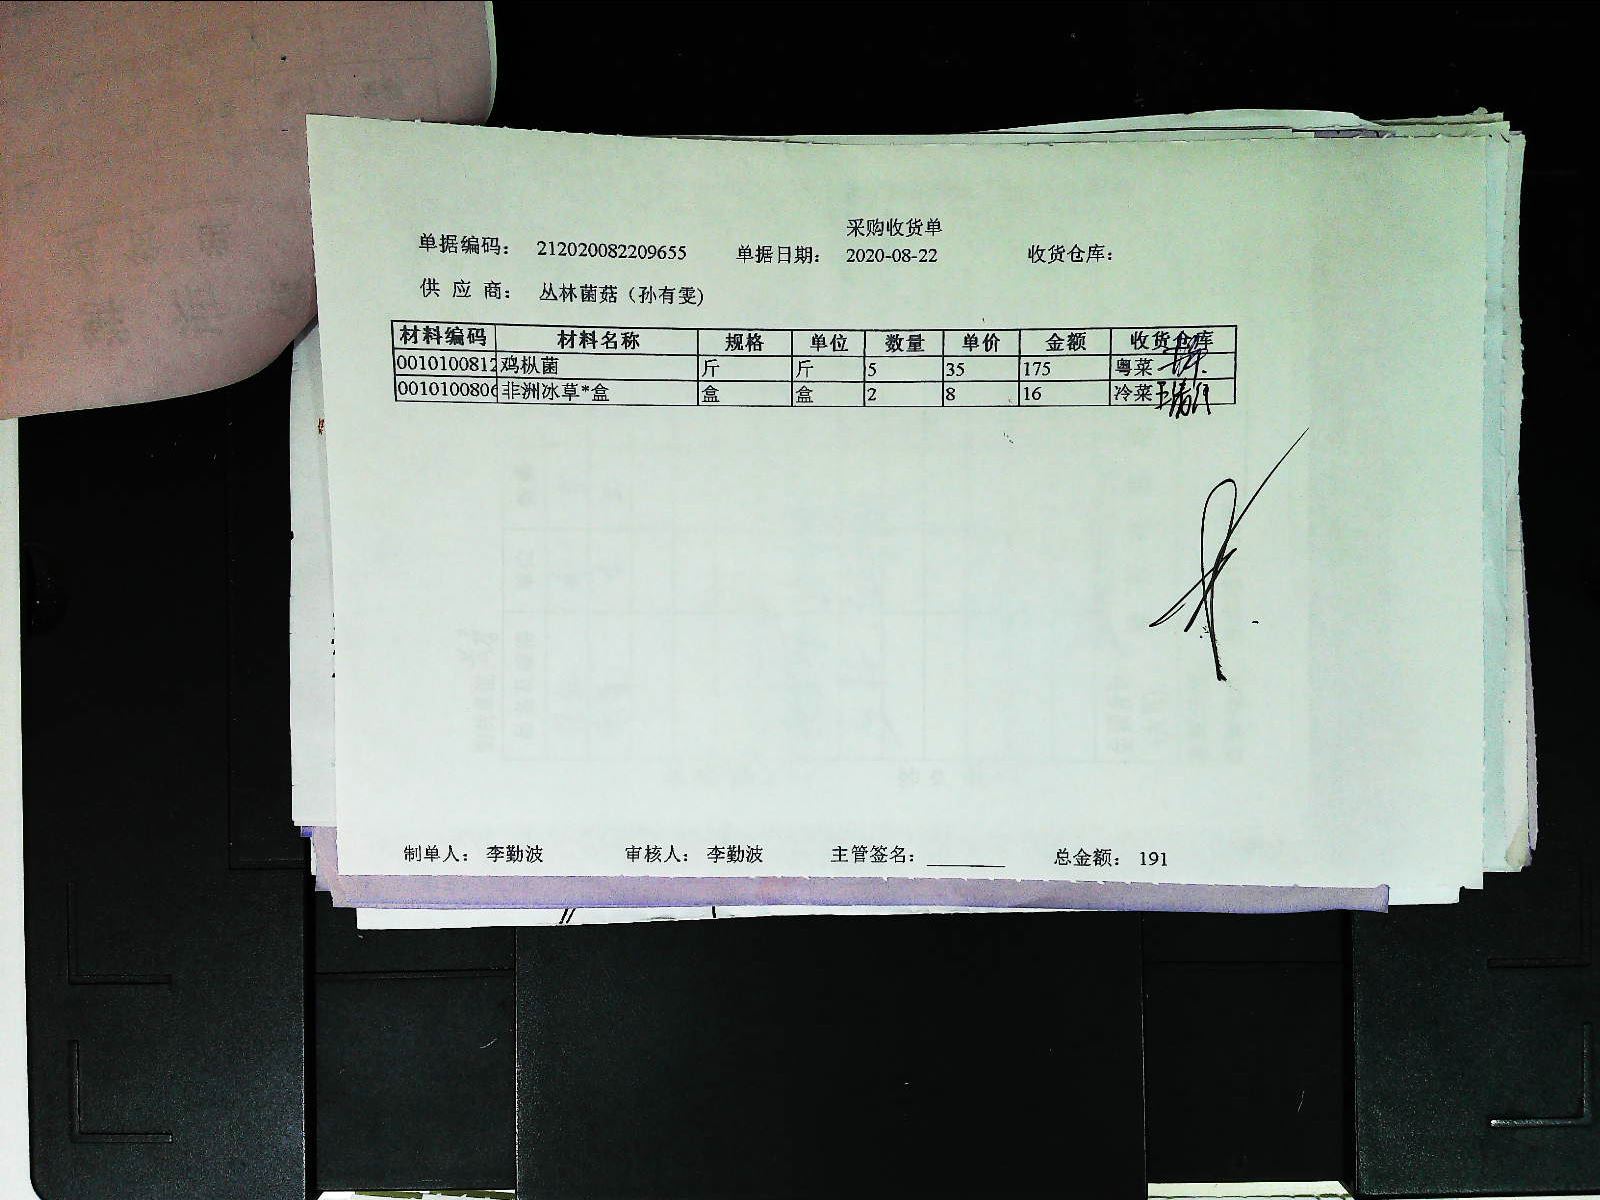 采购收货单
单据编码： 212020082209655 单据日期： 2020-08-22 收货仓库：
供 应 商： 丛林菌菇（孙有雯)
材料编码 材料名称 规格 单位 数量 单价 金额 收货仓库
0010100812 鸡枞菌 斤 斤 5 35 175 粤菜
001010080 非洲冰草*盒 盒 盒 2 8 16 冷菜
制单人： 李勤波 审核人： 李勤波 主管签名： 总金额： 191